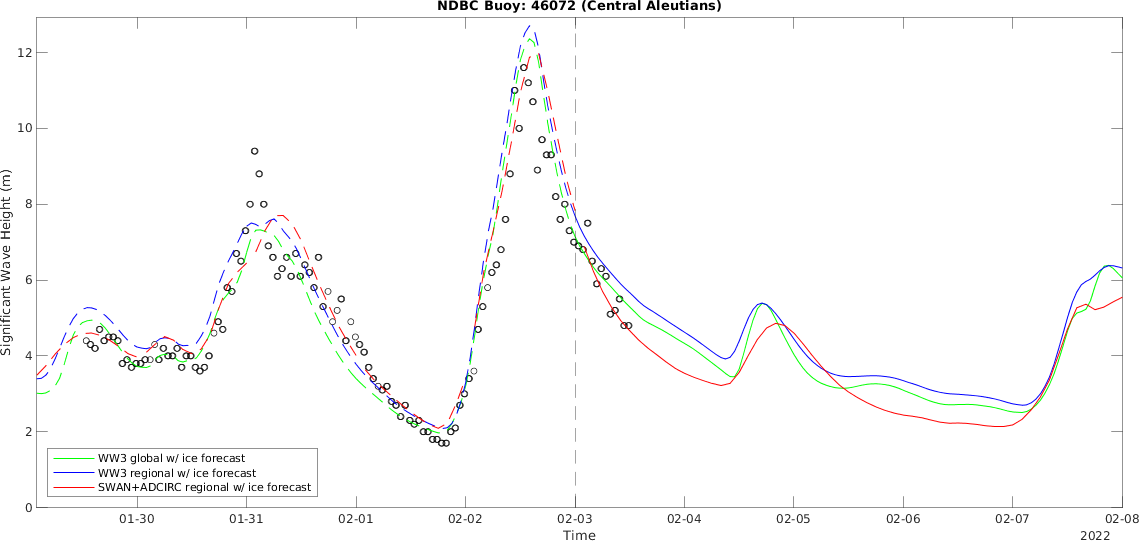 NDBC Buoy: 46072 (Central Aleutians)
12
10
8
6
4
2
0
Significant Wave Height (m)
WW3 global w/ ice forecast
WW3 regional w/ ice forecast
SWAN+ADCIRC regional w/ ice forecast
01-30 01-31 02-01 02-02 02-03 02-04 02-05 02-06 02-07 02-08
Time
2022